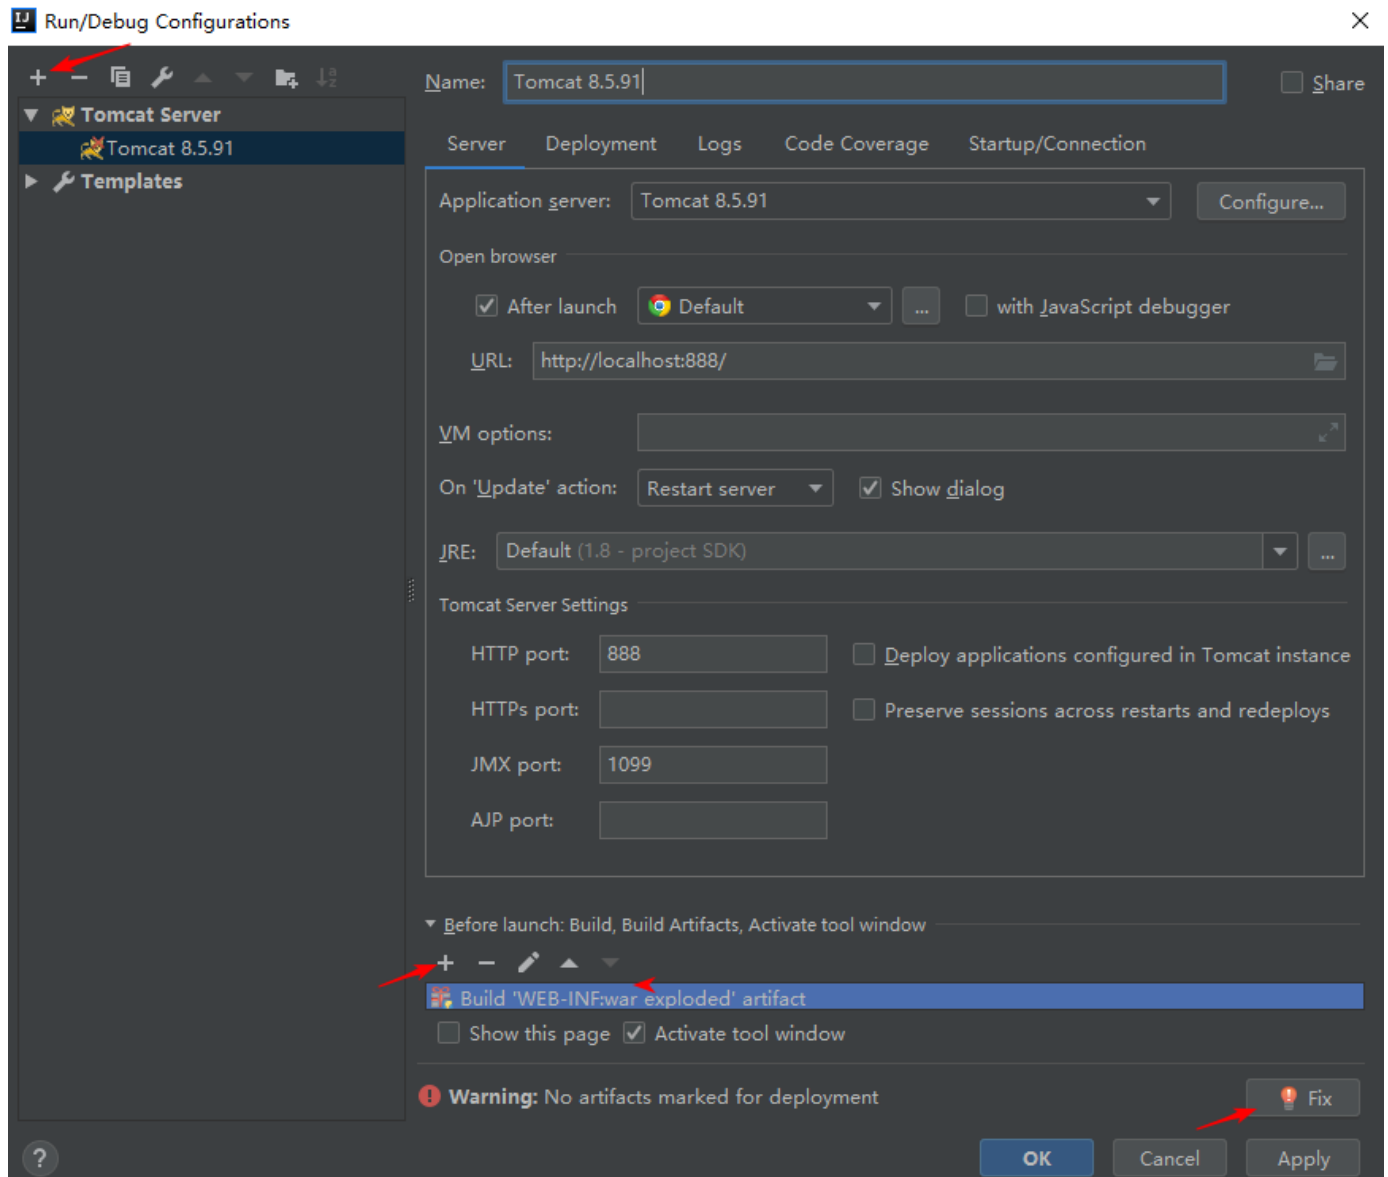 Run/Debug Configurations
Name: Tomcat 8.5.91 Share
Tomcat Server
Tomcat 8.5.91
Templates
Server Deployment Logs Code Coverage Startup/Connection
Application server: Tomcat 8.5.91 Configure...
Open browser
After launch Default ... with JavaScript debugger
URL: http://localhost:888/
VM options:
On 'Update' action: Restart server Show dialog
JRE: Default (1.8 - project SDK) ...
Tomcat Server Settings
HTTP port: 888 Deploy applications configured in Tomcat instance
HTTPs port: Preserve sessions across restarts and redeploys
JMX port: 1099
AJP port:
Before launch: Build, Build Artifacts, Activate tool window
Build 'WEB-INF:war exploded' artifact
Show this page Activate tool window
Warning: No artifacts marked for deployment Fix
? OK Cancel Apply